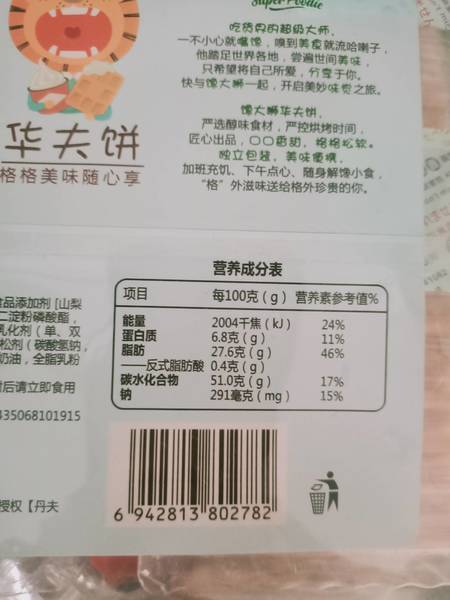 Super Foodie
吃货界的超级大师,
一不小心就嘴馋,嗅到美食就流哈喇子,
他踏足世界各地,尝遍世间美味,
只希望将自己所爱,分享于你。
快与馋大狮一起,开启美妙味觉之旅。
华夫饼
格格美味随心享
馋大狮华夫饼,
严选醇味食材,严控烘烤时间,
匠心出品,〇〇香甜,格格松软。
独立包装,美味便携,
加班充饥、下午点心、随身解馋小食,
“格”外滋味送给格外珍贵的你。
食品添加剂 [山梨
二淀粉磷酸酯,
乳化剂(单、双
松剂(碳酸氢钠,
奶油,全脂乳粉
封后请立即食用
435068101915
授权【丹夫
营养成分表
项目 每100克(g) 营养素参考值%
能量 2004千焦(kJ) 24%
蛋白质 6.8克(g) 11%
脂肪 27.6克(g) 46%
——反式脂肪酸 0.4克(g)
碳水化合物 51.0克(g) 17%
钠 291毫克(mg) 15%
6 942813 802782